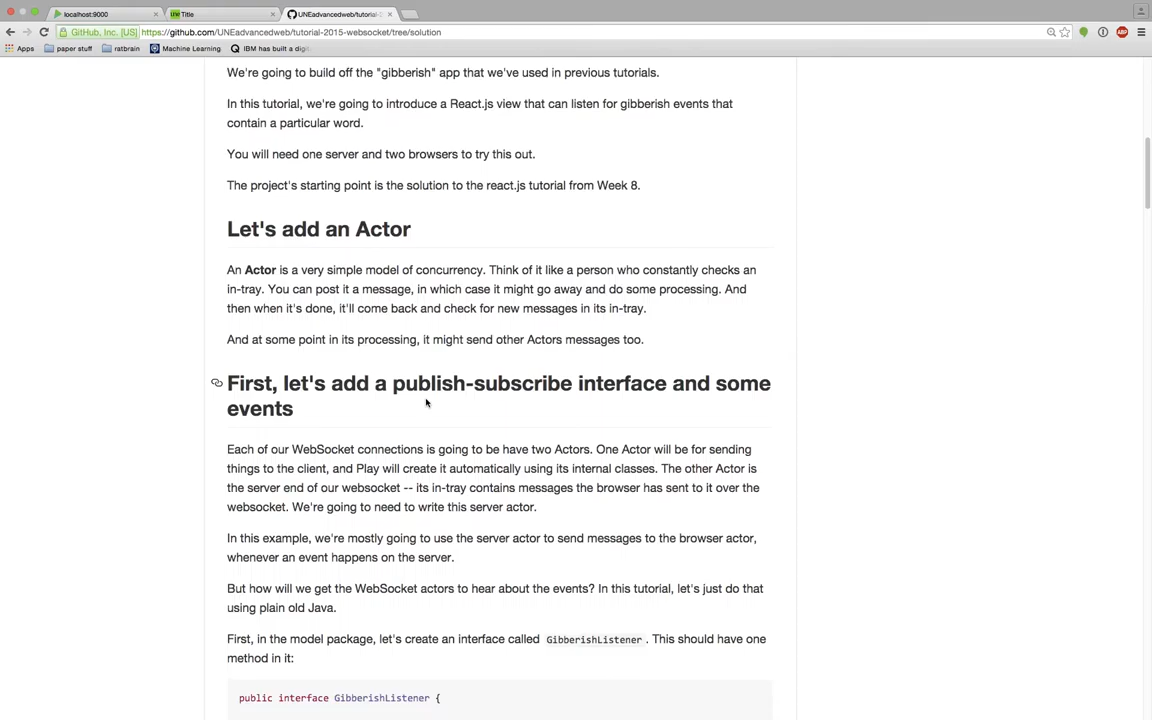 localhost:9000
Title
UNEadvancedweb/tutorial-2
GitHub, Inc. [US] https://github.com/UNEadvancedweb/tutorial-2015-websocket/tree/solution
Apps paper stuff ratbrain Machine Learning IBM has built a digi
We're going to build off the "gibberish" app that we've used in previous tutorials.
In this tutorial, we're going to introduce a React.js view that can listen for gibberish events that
contain a particular word.
You will need one server and two browsers to try this out.
The project's starting point is the solution to the react.js tutorial from Week 8.
Let's add an Actor
An Actor is a very simple model of concurrency. Think of it like a person who constantly checks an
in-tray. You can post it a message, in which case it might go away and do some processing. And
then when it's done, it'll come back and check for new messages in its in-tray.
And at some point in its processing, it might send other Actors messages too.
First, let's add a publish-subscribe interface and some
events
Each of our WebSocket connections is going to be have two Actors. One Actor will be for sending
things to the client, and Play will create it automatically using its internal classes. The other Actor is
the server end of our websocket -- its in-tray contains messages the browser has sent to it over the
websocket. We're going to need to write this server actor.
In this example, we're mostly going to use the server actor to send messages to the browser actor,
whenever an event happens on the server.
But how will we get the WebSocket actors to hear about the events? In this tutorial, let's just do that
using plain old Java.
First, in the model package, let's create an interface called GibberishListener. This should have one
method in it:
public interface GibberishListener {